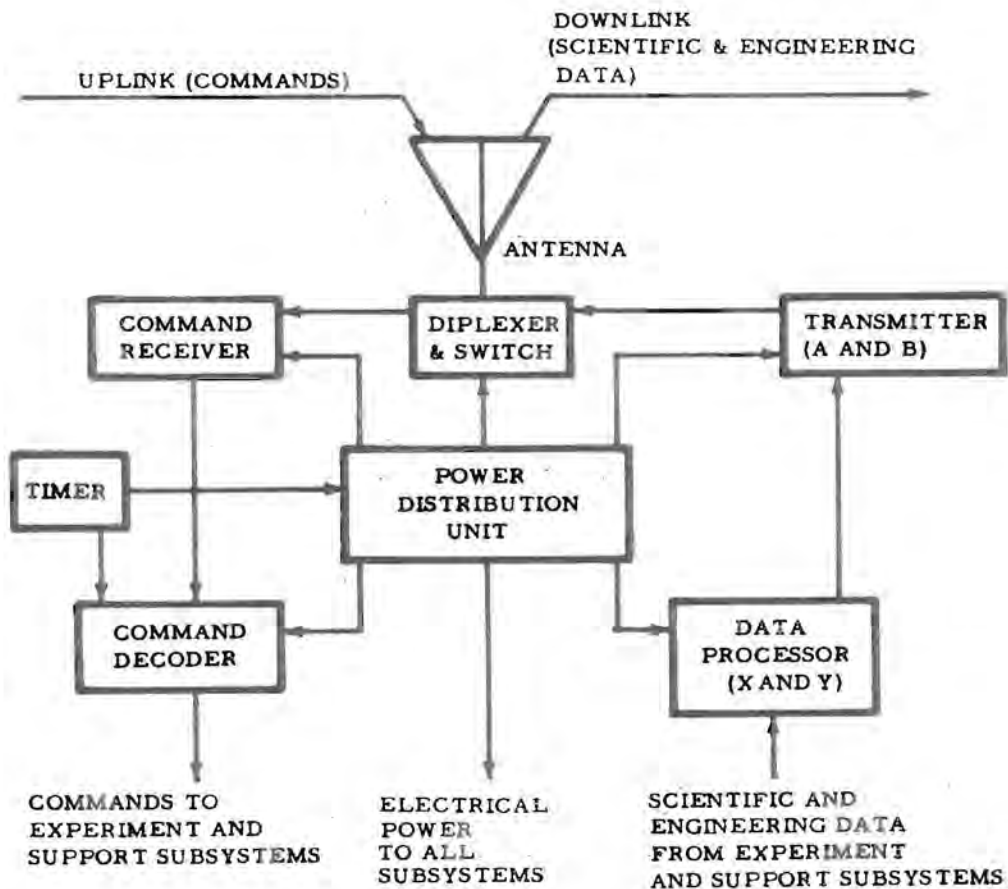 DOWNLINK
(SCIENTIFIC & ENGINEERING
DATA)
UPLINK (COMMANDS)
ANTENNA
COMMAND
RECEIVER
DIPLEXER
& SWITCH
TRANSMITTER
(A AND B)
TIMER
POWER
DISTRIBUTION
UNIT
COMMAND
DECODER
DATA
PROCESSOR
(X AND Y)
COMMANDS TO
EXPERIMENT AND
SUPPORT SUBSYSTEMS
ELECTRICAL
POWER
TO ALL
SUBSYSTEMS
SCIENTIFIC AND
ENGINEERING DATA
FROM EXPERIMENT
AND SUPPORT SUBSYSTEMS